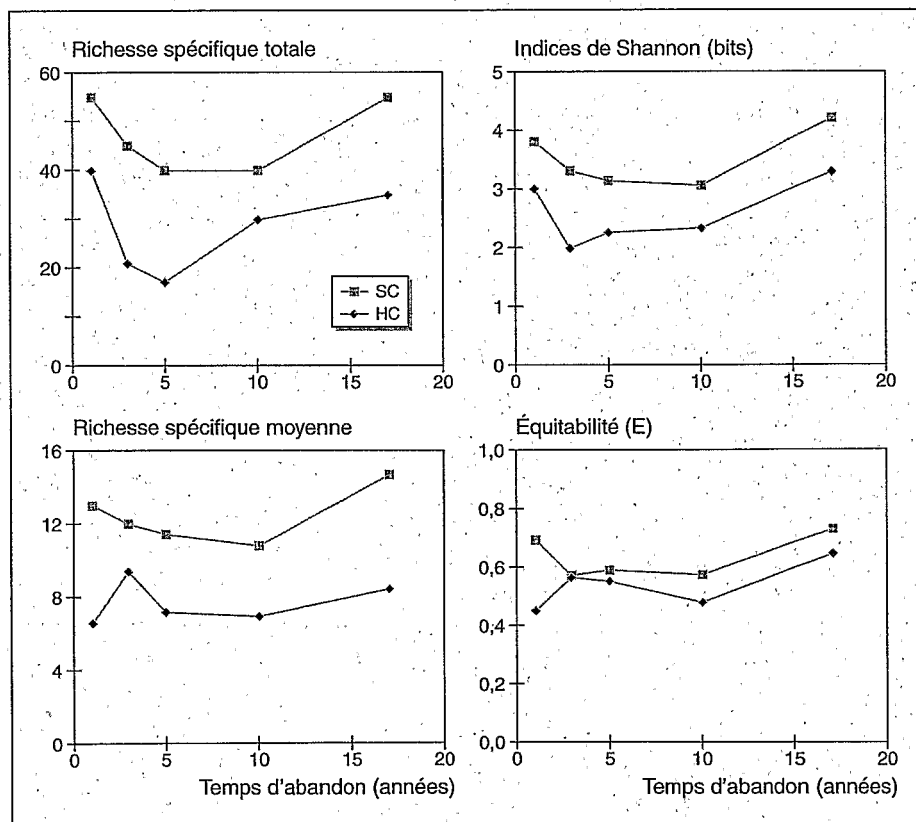 Richesse spécifique totale
60
40
20
0
0 5 10 15 20
SC
HC
Indices de Shannon (bits)
5
4
3
2
1
0
0 5 10 15 20
Richesse spécifique moyenne
16
12
8
4
0
0 5 10 15 20
Temps d'abandon (années)
Équitabilité (E)
1,0
0,8
0,6
0,4
0,2
0,0
0 5 10 15 20
Temps d'abandon (années)